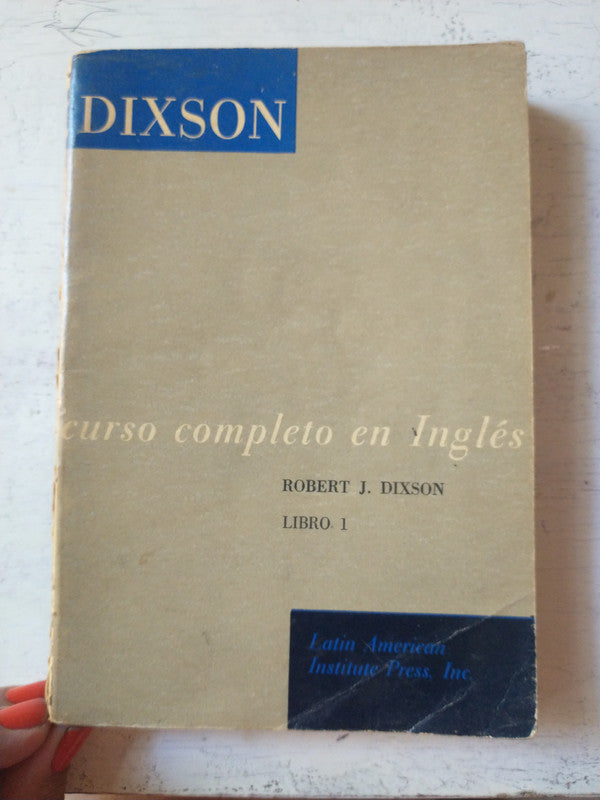 DIXSON
curso completo en Inglés
ROBERT J. DIXSON
LIBRO 1
Latin American
Institute Press, Inc.